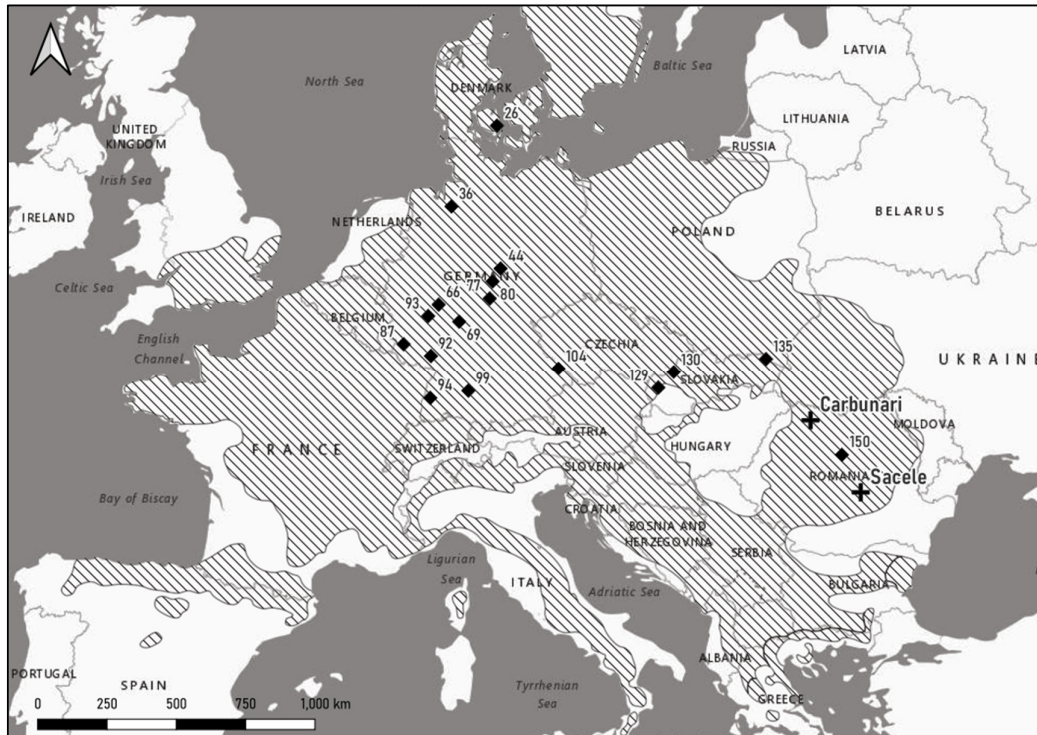 LATVIA
North Sea
Baltic Sea
DENMARK
26
LITHUANIA
UNITED
KINGDOM
RUSSIA
Irish Sea
36
IRELAND
NETHERLANDS
BELARUS
POLAND
44
GERMANY
77
80
Celtic Sea
66
93
BELGIUM
69
English
Channel
87
92
CZECHIA
104
130
135
UKRAINE
129
SLOVAKIA
94
99
Carbunari
MOLDOVA
AUSTRIA
FRANCE
SWITZERLAND
HUNGARY
150
SLOVENIA
ROMANIA
Sacele
Bay of Biscay
CROATIA
BOSNIA AND
HERZEGOVINA
SERBIA
Ligurian
Sea
ITALY
Adriatic Sea
BULGARIA
ALBANIA
PORTUGAL
SPAIN
Tyrrhenian
Sea
GREECE
0 250 500 750 1,000 km